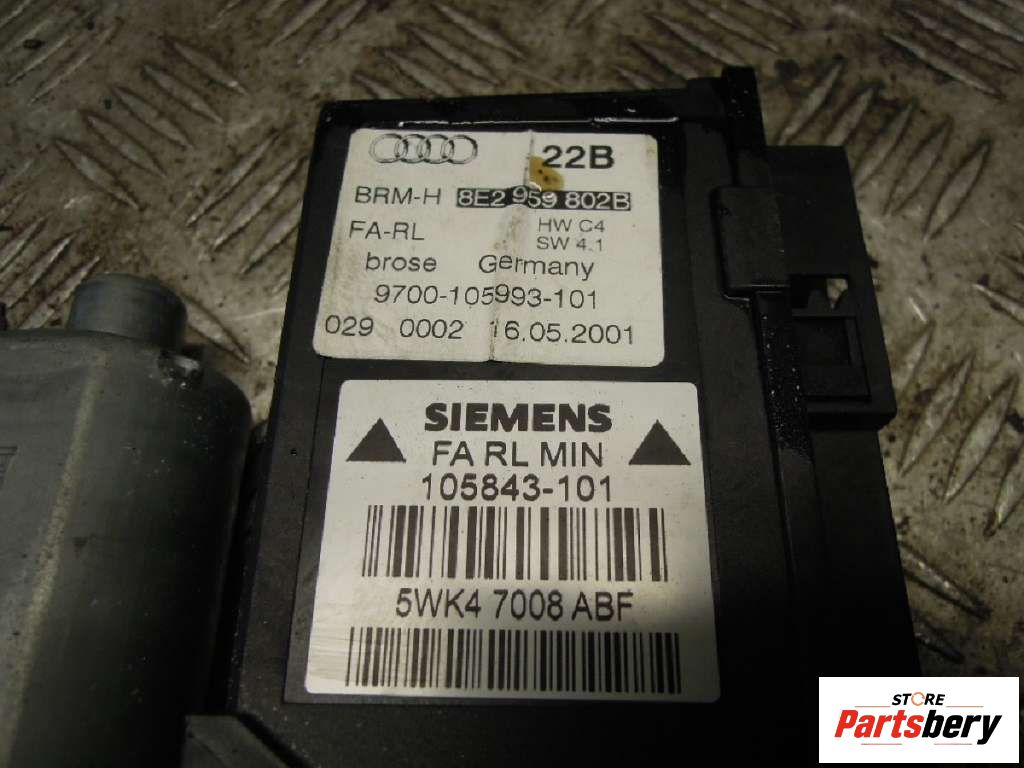 22B
BRM-H 8E2 959 802B
FA-RL HW C4
SW 4.1
brose Germany
9700-105993-101
029 0002 16.05.2001
SIEMENS
FA RL MIN
105843-101
5WK4 7008 ABF
STORE
Partsbery